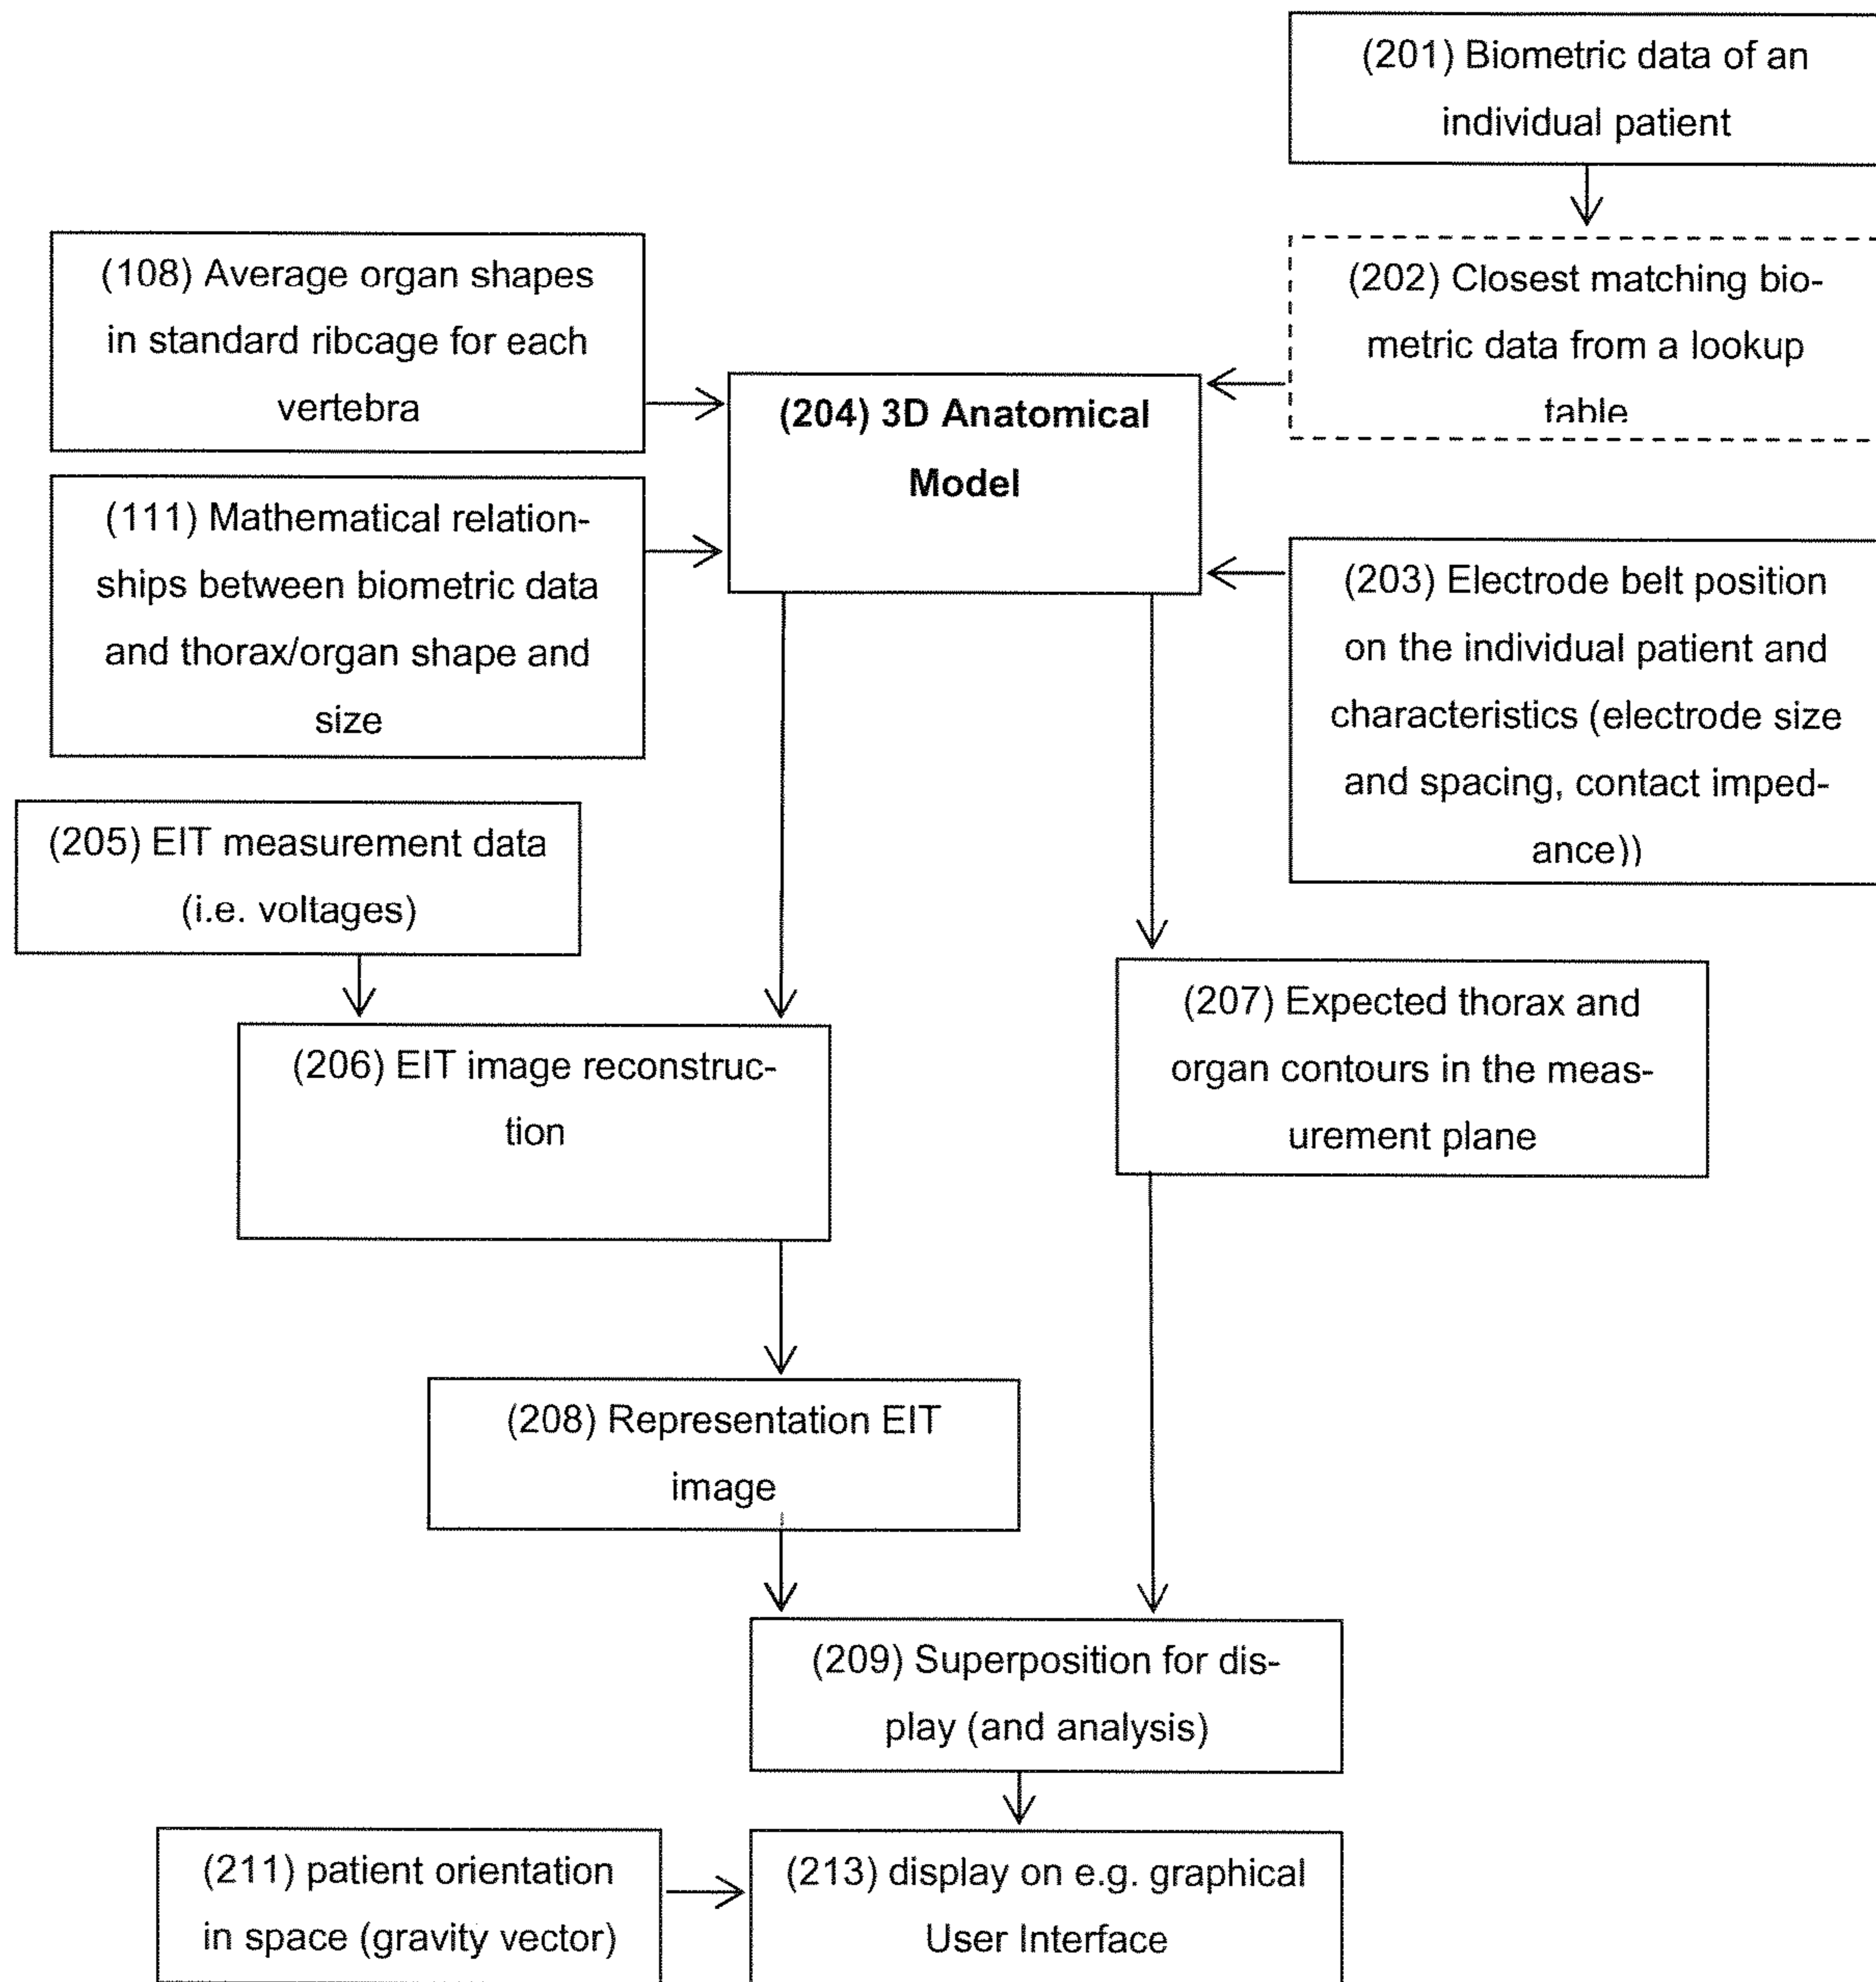 (201) Biometric data of an
individual patient
(108) Average organ shapes
in standard ribcage for each
vertebra
(202) Closest matching bio-
metric data from a lookup
table
(204) 3D Anatomical
Model
(111) Mathematical relation-
ships between biometric data
and thorax/organ shape and
size
(203) Electrode belt position
on the individual patient and
characteristics (electrode size
and spacing, contact imped-
ance))
(205) EIT measurement data
(i.e. voltages)
(206) EIT image reconstruc-
tion
(207) Expected thorax and
organ contours in the meas-
urement plane
(208) Representation EIT
image
(209) Superposition for dis-
play (and analysis)
(211) patient orientation
in space (gravity vector)
(213) display on e.g. graphical
User Interface